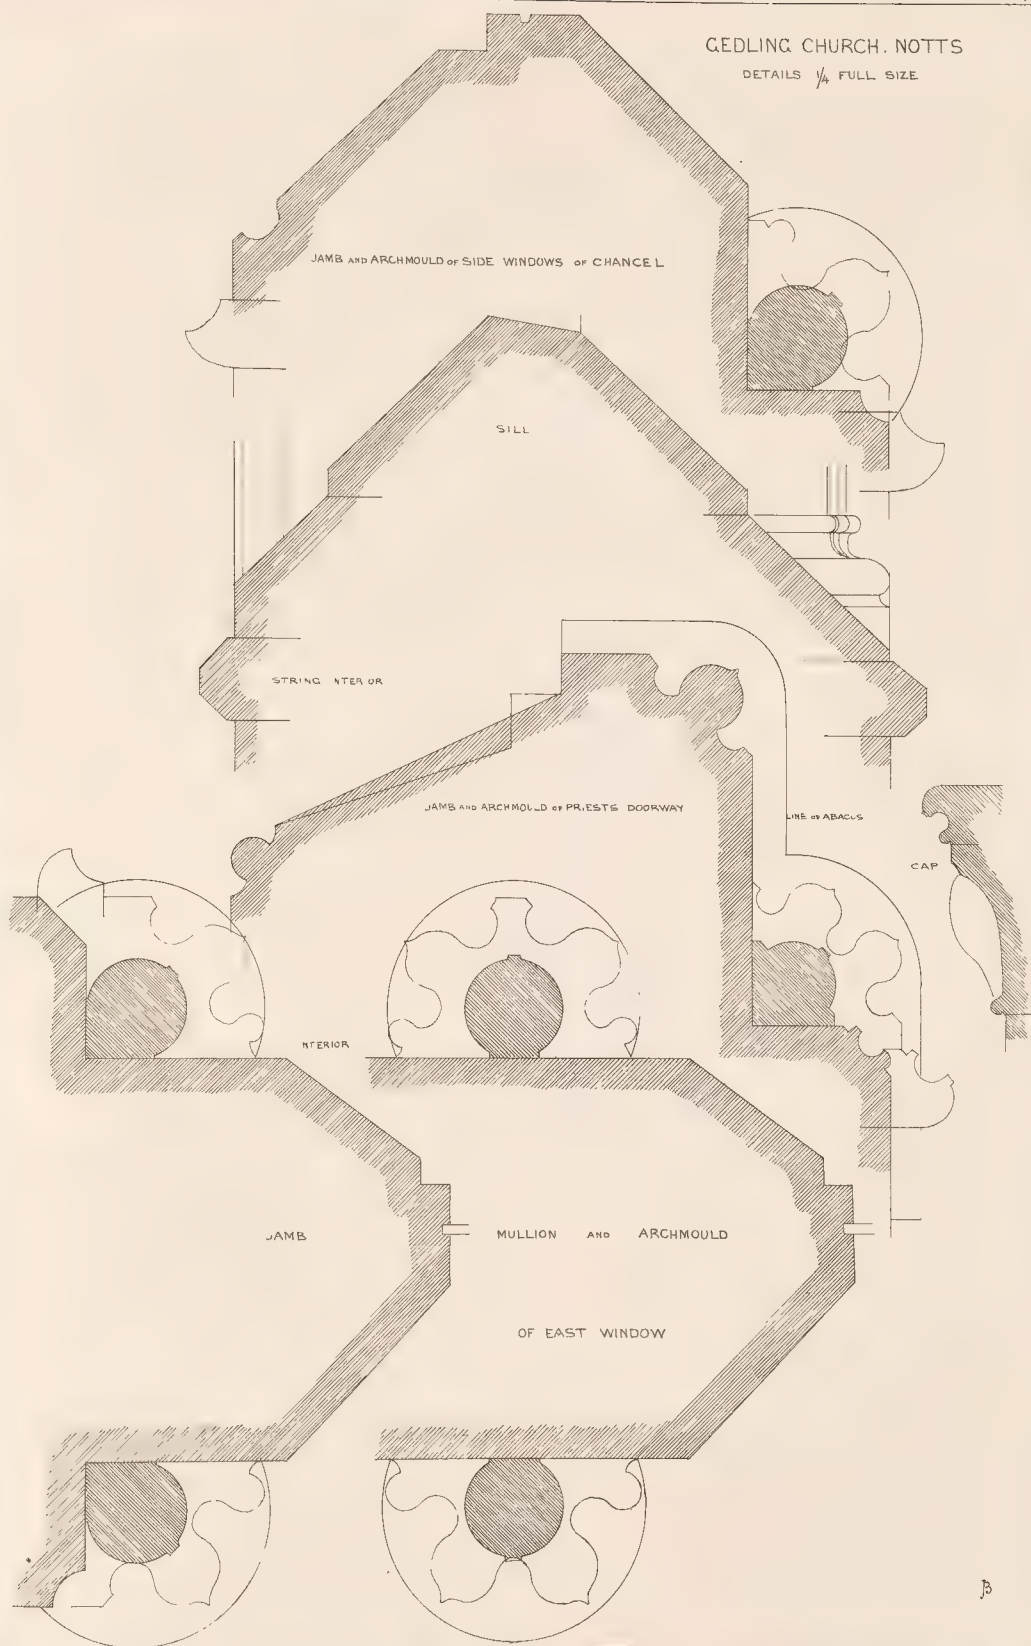 GEDLING CHURCH. NOTTS
DETAILS 1/4 FULL SIZE
JAMB AND ARCHMOULD OF SIDE WINDOWS OF CHANCEL
SILL
STRING NTER OR
JAMB AND ARCHMOULD OF PRIESTS DOORWAY
LINE OF ABACUS
CAP
NTERIOR
JAMB
MULLION AND ARCHMOULD
OF EAST WINDOW
B